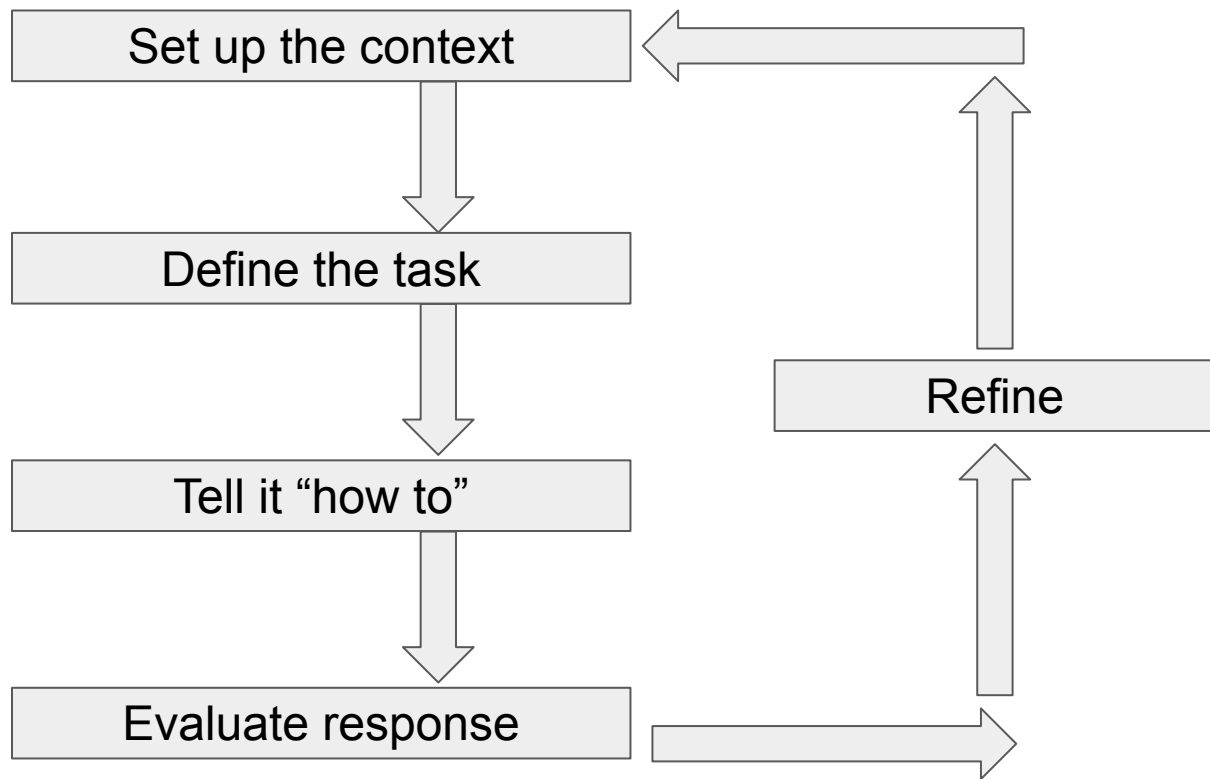 Set up the context
Define the task
Tell it “how to”
Evaluate response
Refine